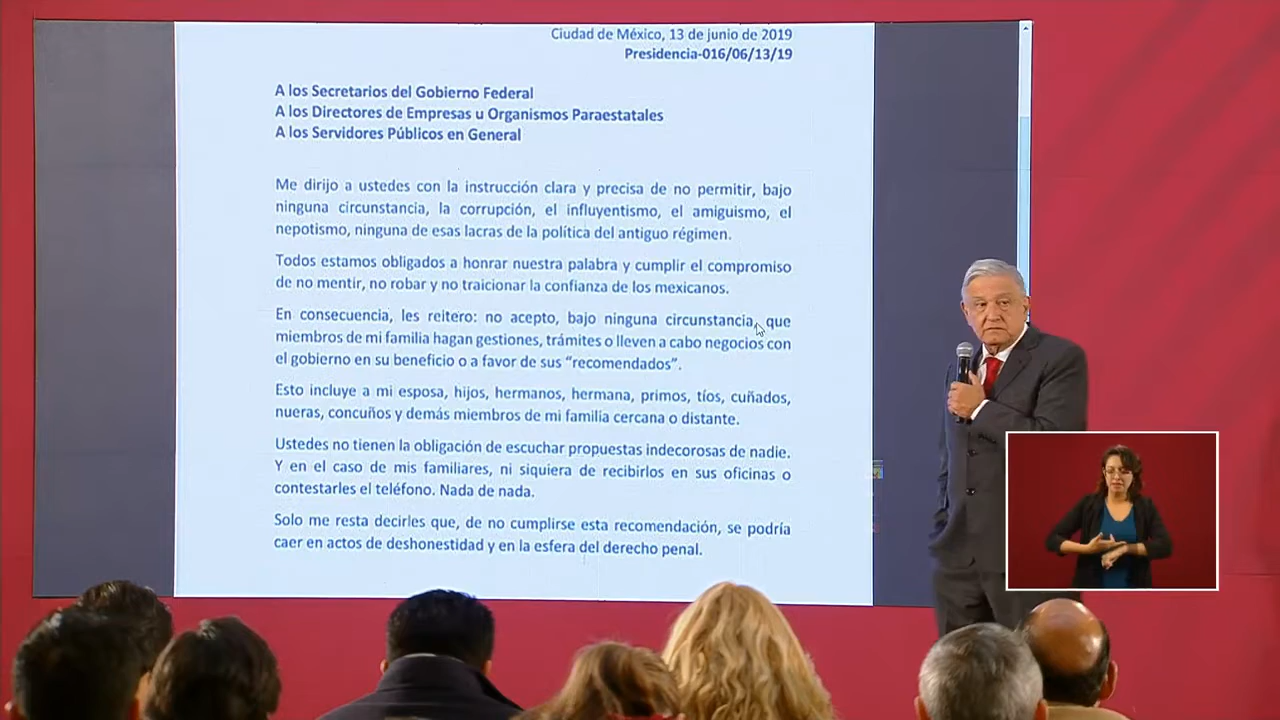 Ciudad de México, 13 de junio de 2019
Presidencia-016/06/13/19
A los Secretarios del Gobierno Federal
A los Directores de Empresas u Organismos Paraestatales
A los Servidores Públicos en General
Me dirijo a ustedes con la instrucción clara y precisa de no permitir, bajo
ninguna circunstancia, la corrupción, el influyentismo, el amiguismo, el
nepotismo, ninguna de esas lacras de la política del antiguo régimen.
Todos estamos obligados a honrar nuestra palabra y cumplir el compromiso
de no mentir, no robar y no traicionar la confianza de los mexicanos.
En consecuencia, les reitero: no acepto, bajo ninguna circunstancia, que
miembros de mi familia hagan gestiones, trámites o lleven a cabo negocios con
el gobierno en su beneficio o a favor de sus “recomendados”.
Esto incluye a mi esposa, hijos, hermanos, hermana, primos, tíos, cuñados,
nueras, concuños y demás miembros de mi familia cercana o distante.
Ustedes no tienen la obligación de escuchar propuestas indecorosas de nadie.
Y en el caso de mis familiares, ni siquiera de recibirlos en sus oficinas o
contestarles el teléfono. Nada de nada.
Solo me resta decirles que, de no cumplirse esta recomendación, se podría
caer en actos de deshonestidad y en la esfera del derecho penal.